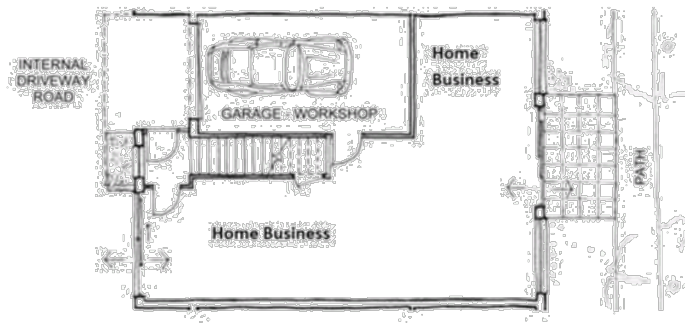 INTERNAL
DRIVEWAY
ROAD
Home
Business
GARAGE - WORKSHOP
PATH
Home Business